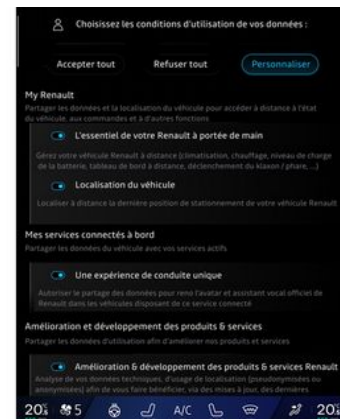 Choisissez les conditions d'utilisation de vos données :
Accepter tout
Refuser tout
Personnaliser
My Renault
Partager les données et la localisation du véhicule pour accéder à distance à l'état
du véhicule, aux commandes et à d'autres fonctions
L'essentiel de votre Renault à portée de main
Gérez votre véhicule Renault à distance (climatisation, chauffage, niveau de charge
de la batterie, tableau de bord à distance, déclenchement du klaxon / phare, ...)
Localisation du véhicule
Localiser à distance la dernière position de stationnement de votre véhicule Renault
Mes services connectés à bord
Partager les données du véhicule avec vos services actifs
Une expérience de conduite unique
Autoriser le partage des données pour reno l'avatar et assistant vocal officiel de
Renault dans les véhicules disposant de ce service connecté
Amélioration et développement des produits & services
Partager les données d'utilisation afin d'améliorer nos produits et services
Amélioration & développement des produits & services Renault
Analyse de vos données techniques, d'usage de localisation (pseudonymisées ou
anonymisées) afin de vous faire bénéficier, via des mises à jour, des dernières
20 5 A/C 20